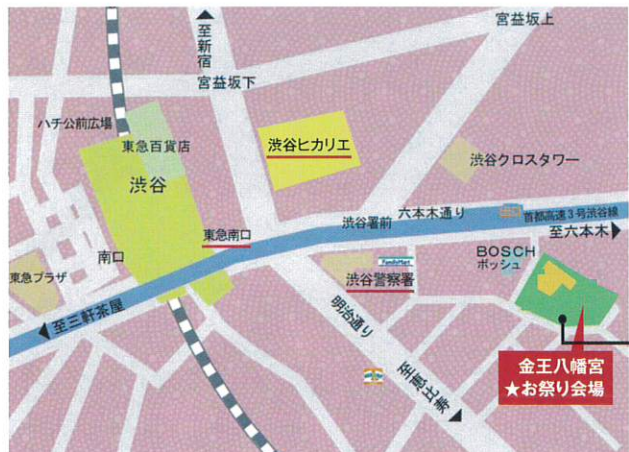 宮益坂上
至新宿
宮益坂下
ハチ公前広場
東急百貨店
渋谷ヒカリエ
渋谷クロスタワー
渋谷
六本木通り
首都高速3号渋谷線
渋谷署前
至六本木
東急南口
南口
BOSCH
ボッシュ
FamilyMart
東急プラザ
渋谷警察署
至三軒茶屋
明治通り
至恵比寿
金王八幡宮
★お祭り会場